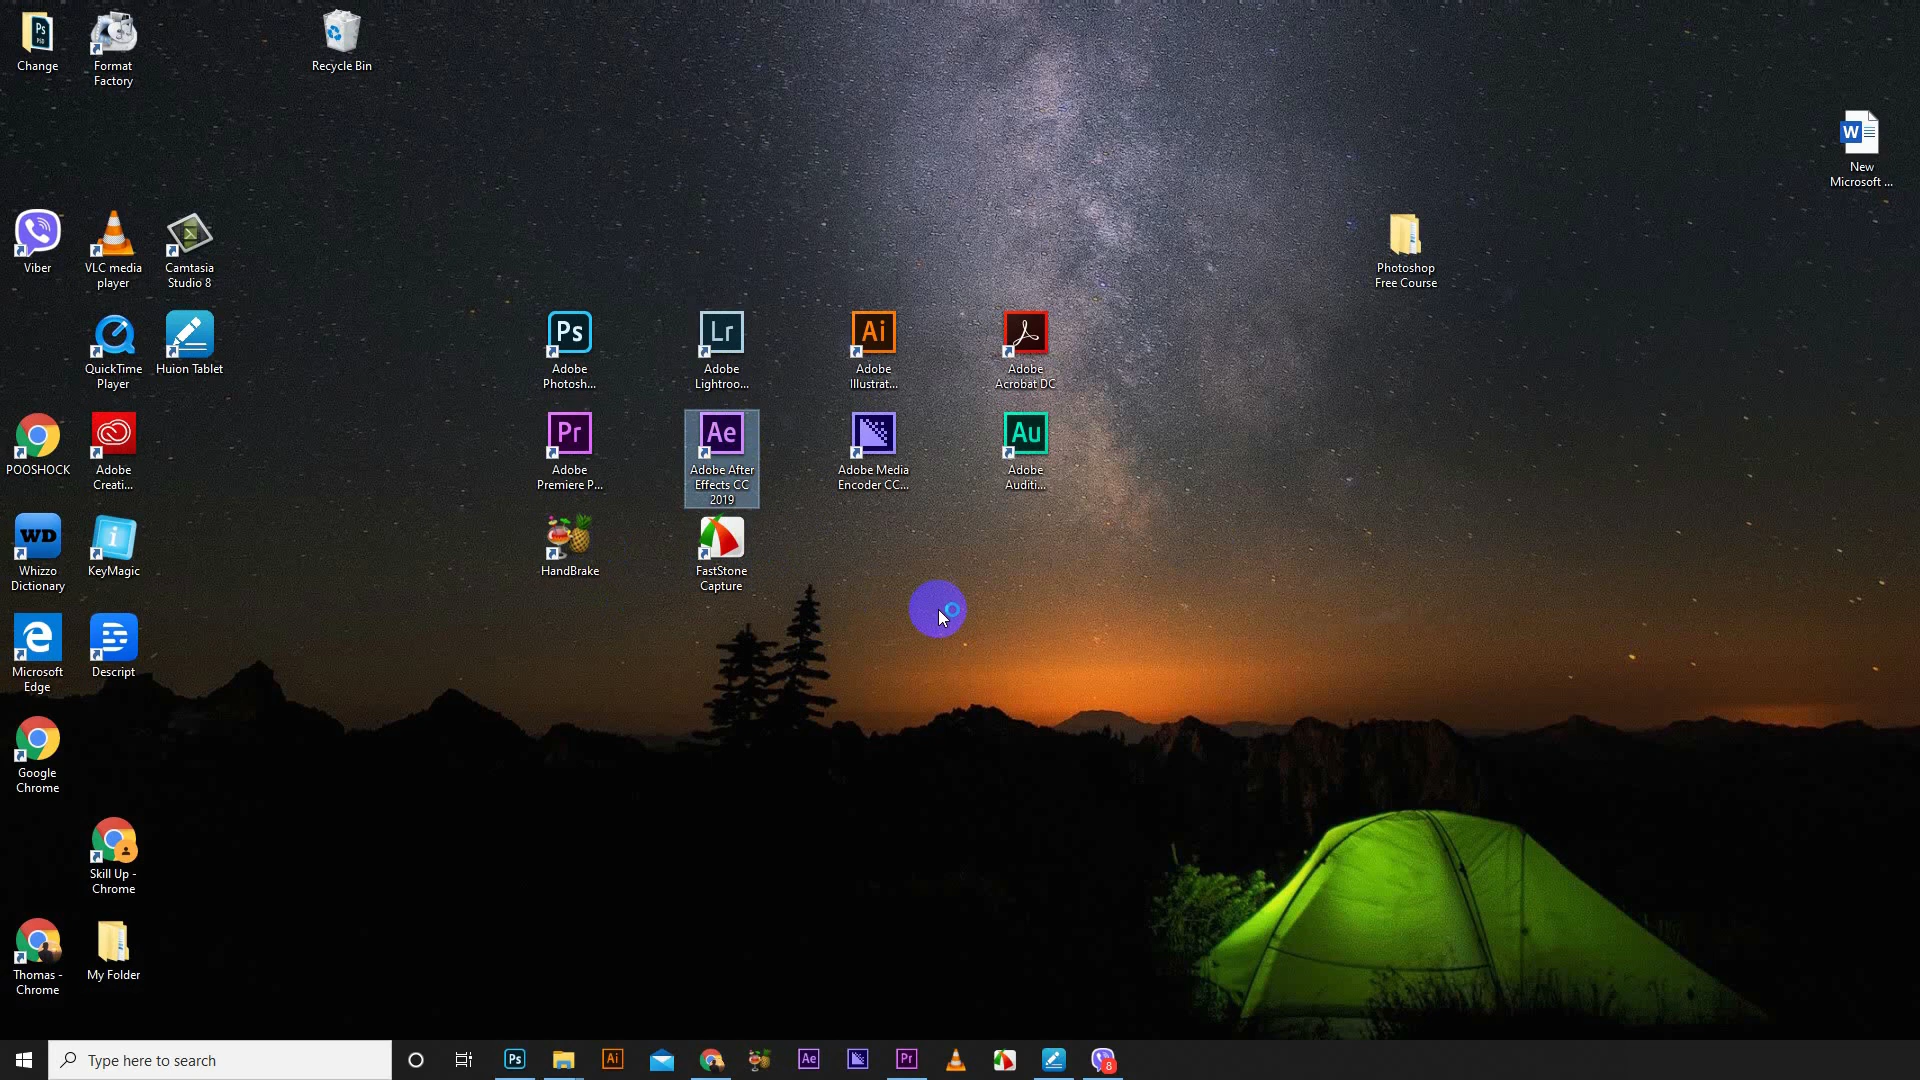 Ps
PSD
Change
Format
Factory
Recycle Bin
W
New
Microsoft ...
Viber
VLC media
player
Camtasia
Studio 8
Photoshop
Free Course
QuickTime
Player
Huion Tablet
Ps
Adobe
Photosh...
Lr
Adobe
Lightroo...
Ai
Adobe
Illustrat...
Adobe
Acrobat DC
POOSHOCK
Adobe
Creati...
Pr
Adobe
Premiere P...
Ae
Adobe After
Effects CC
2019
Adobe Media
Encoder CC...
Au
Adobe
Auditi...
WD
Whizzo
Dictionary
i
KeyMagic
HandBrake
FastStone
Capture
Microsoft
Edge
Descript
Google
Chrome
Skill Up -
Chrome
Thomas -
Chrome
My Folder
Type here to search
Ps
Ai
Ae
Pr
8